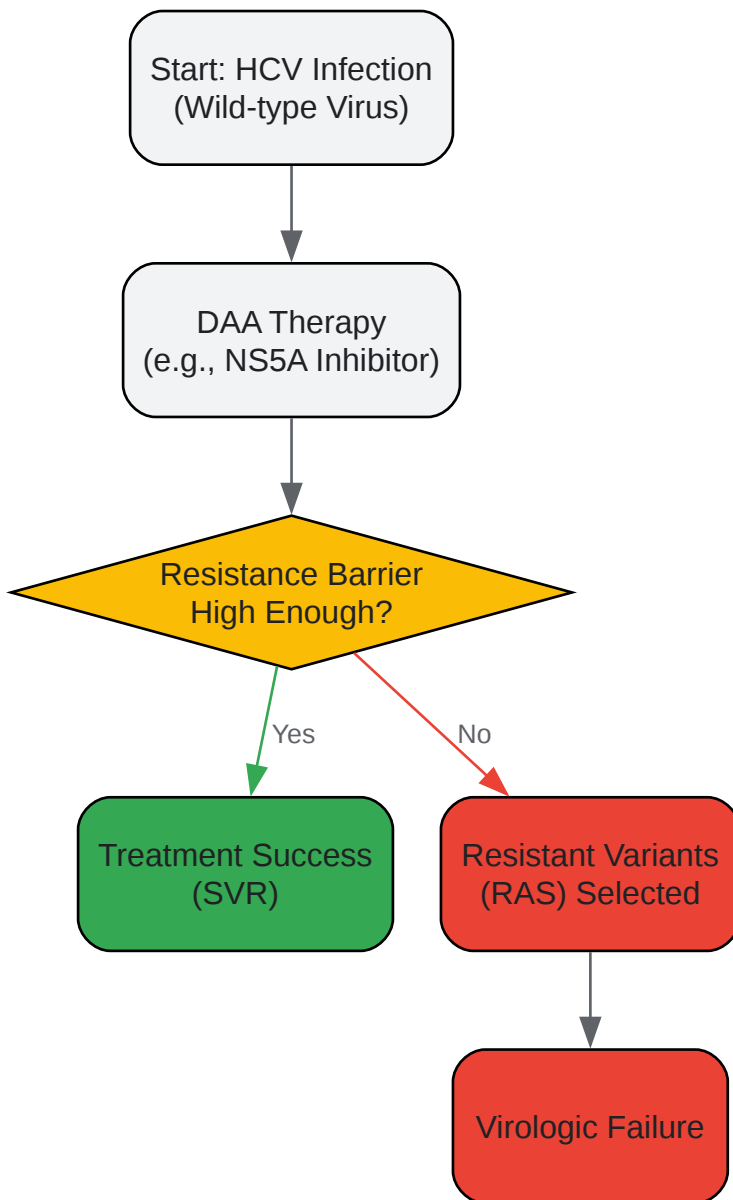 Start: HCV Infection
(Wild-type Virus)
DAA Therapy
(e.g., NS5A Inhibitor)
Resistance Barrier
High Enough?
Yes
No
Treatment Success
(SVR)
Resistant Variants
(RAS) Selected
Virologic Failure